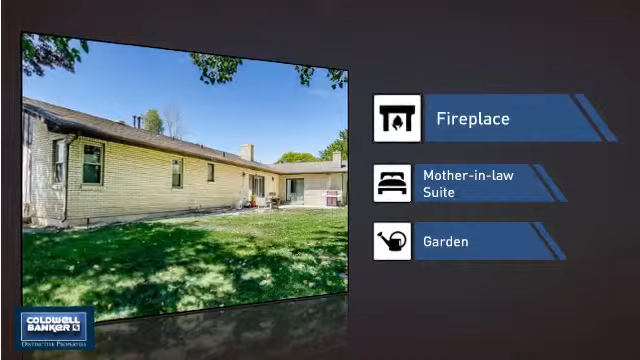 Fireplace
Mother-in-law
Suite
Garden
COLDWELL
BANKER
DISTINCTIVE PROPERTIES